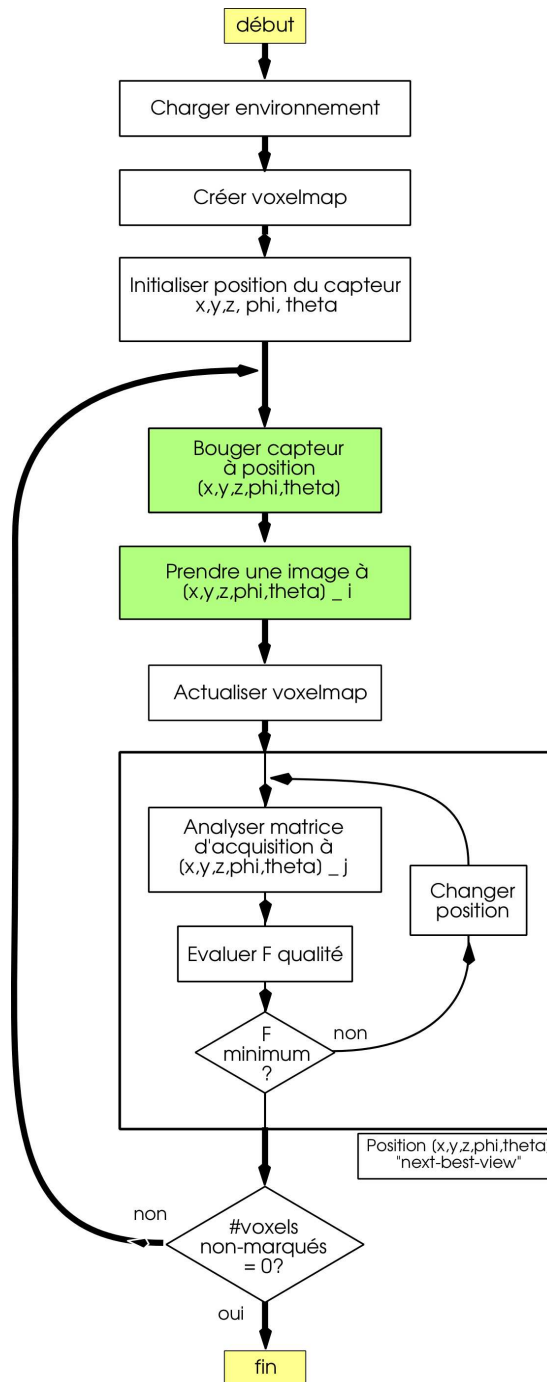 début
Charger environnement
Créer voxelmap
Initialiser position du capteur
x,y,z, phi, theta
Bouger capteur
à position
(x,y,z,phi,theta)
Prendre une image à
(x,y,z,phi,theta) _ i
Actualiser voxelmap
Analyser matrice
d'acquisition à
(x,y,z,phi,theta) _ j
Changer
position
Evaluer F qualité
F
minimum
?
non
Position (x,y,z,phi,theta)
"next-best-view"
non
#voxels
non-marqués
= 0?
oui
fin